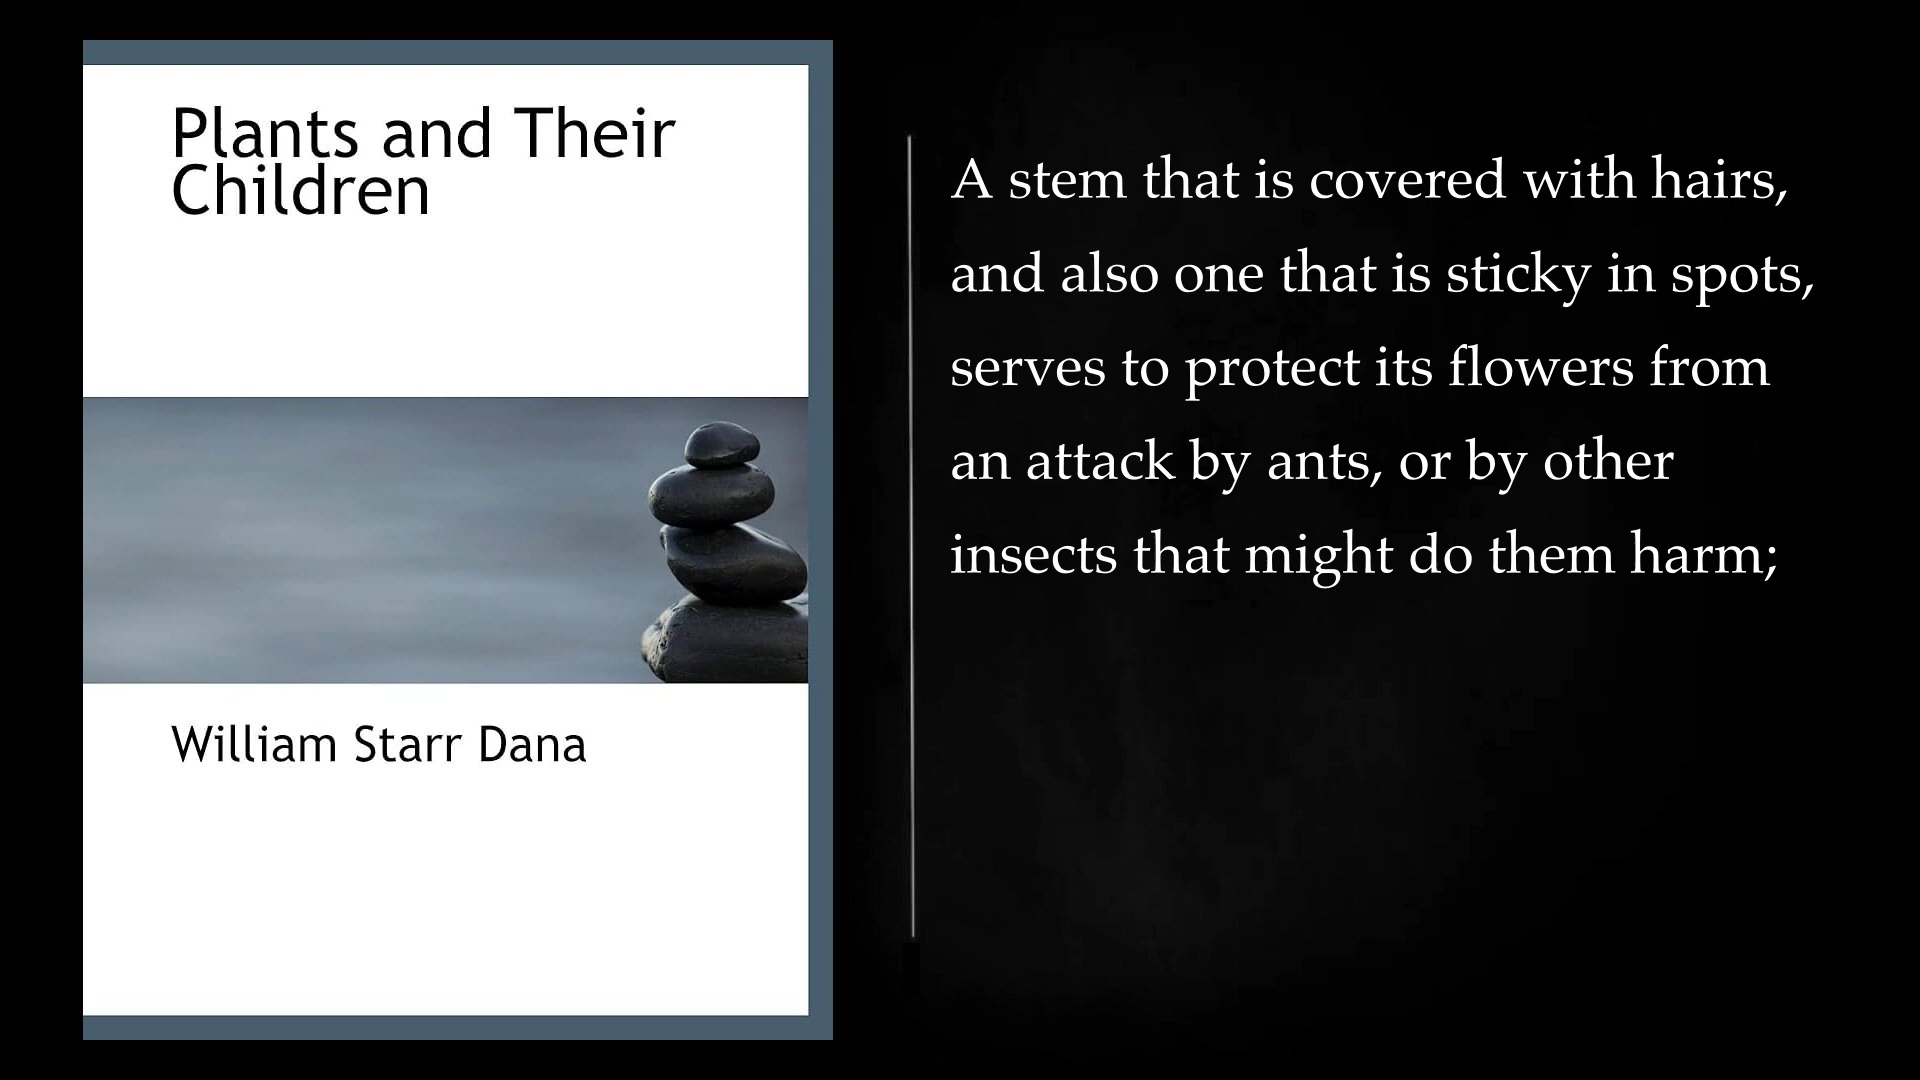 Plants and Their
Children
William Starr Dana
A stem that is covered with hairs,
and also one that is sticky in spots,
serves to protect its flowers from
an attack by ants, or by other
insects that might do them harm;